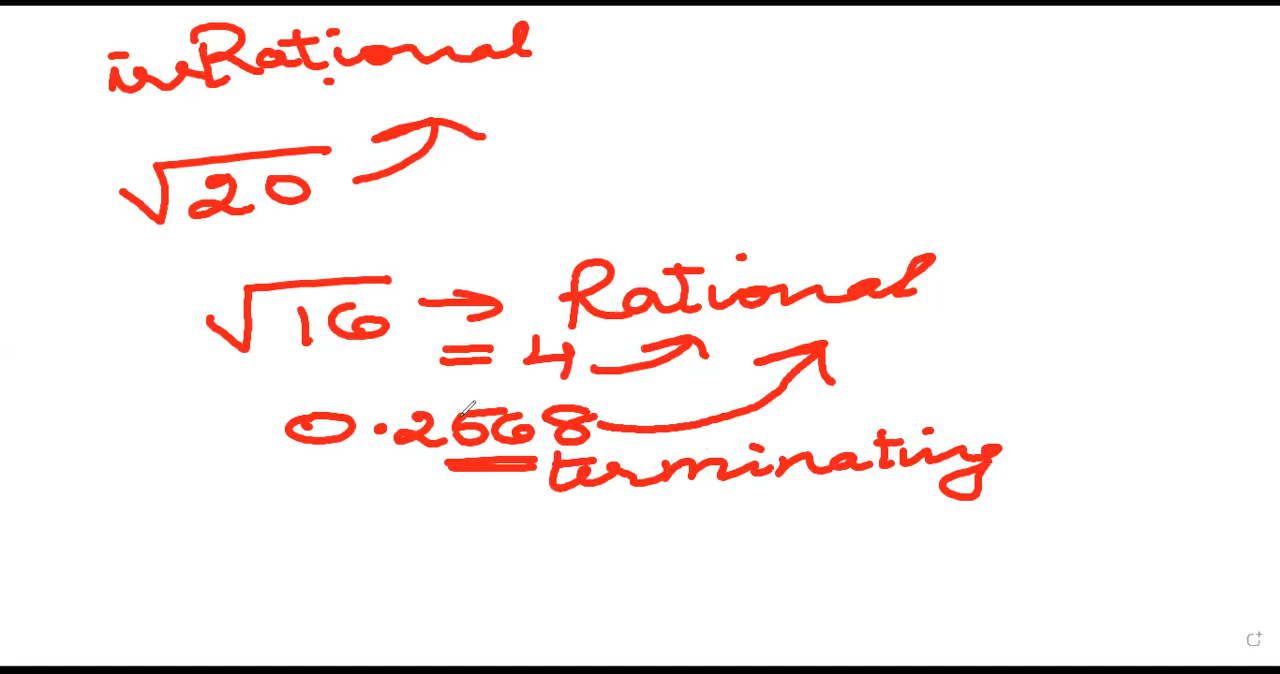 irRational
√20
√16 → Rational
= 4
0.2568
terminating